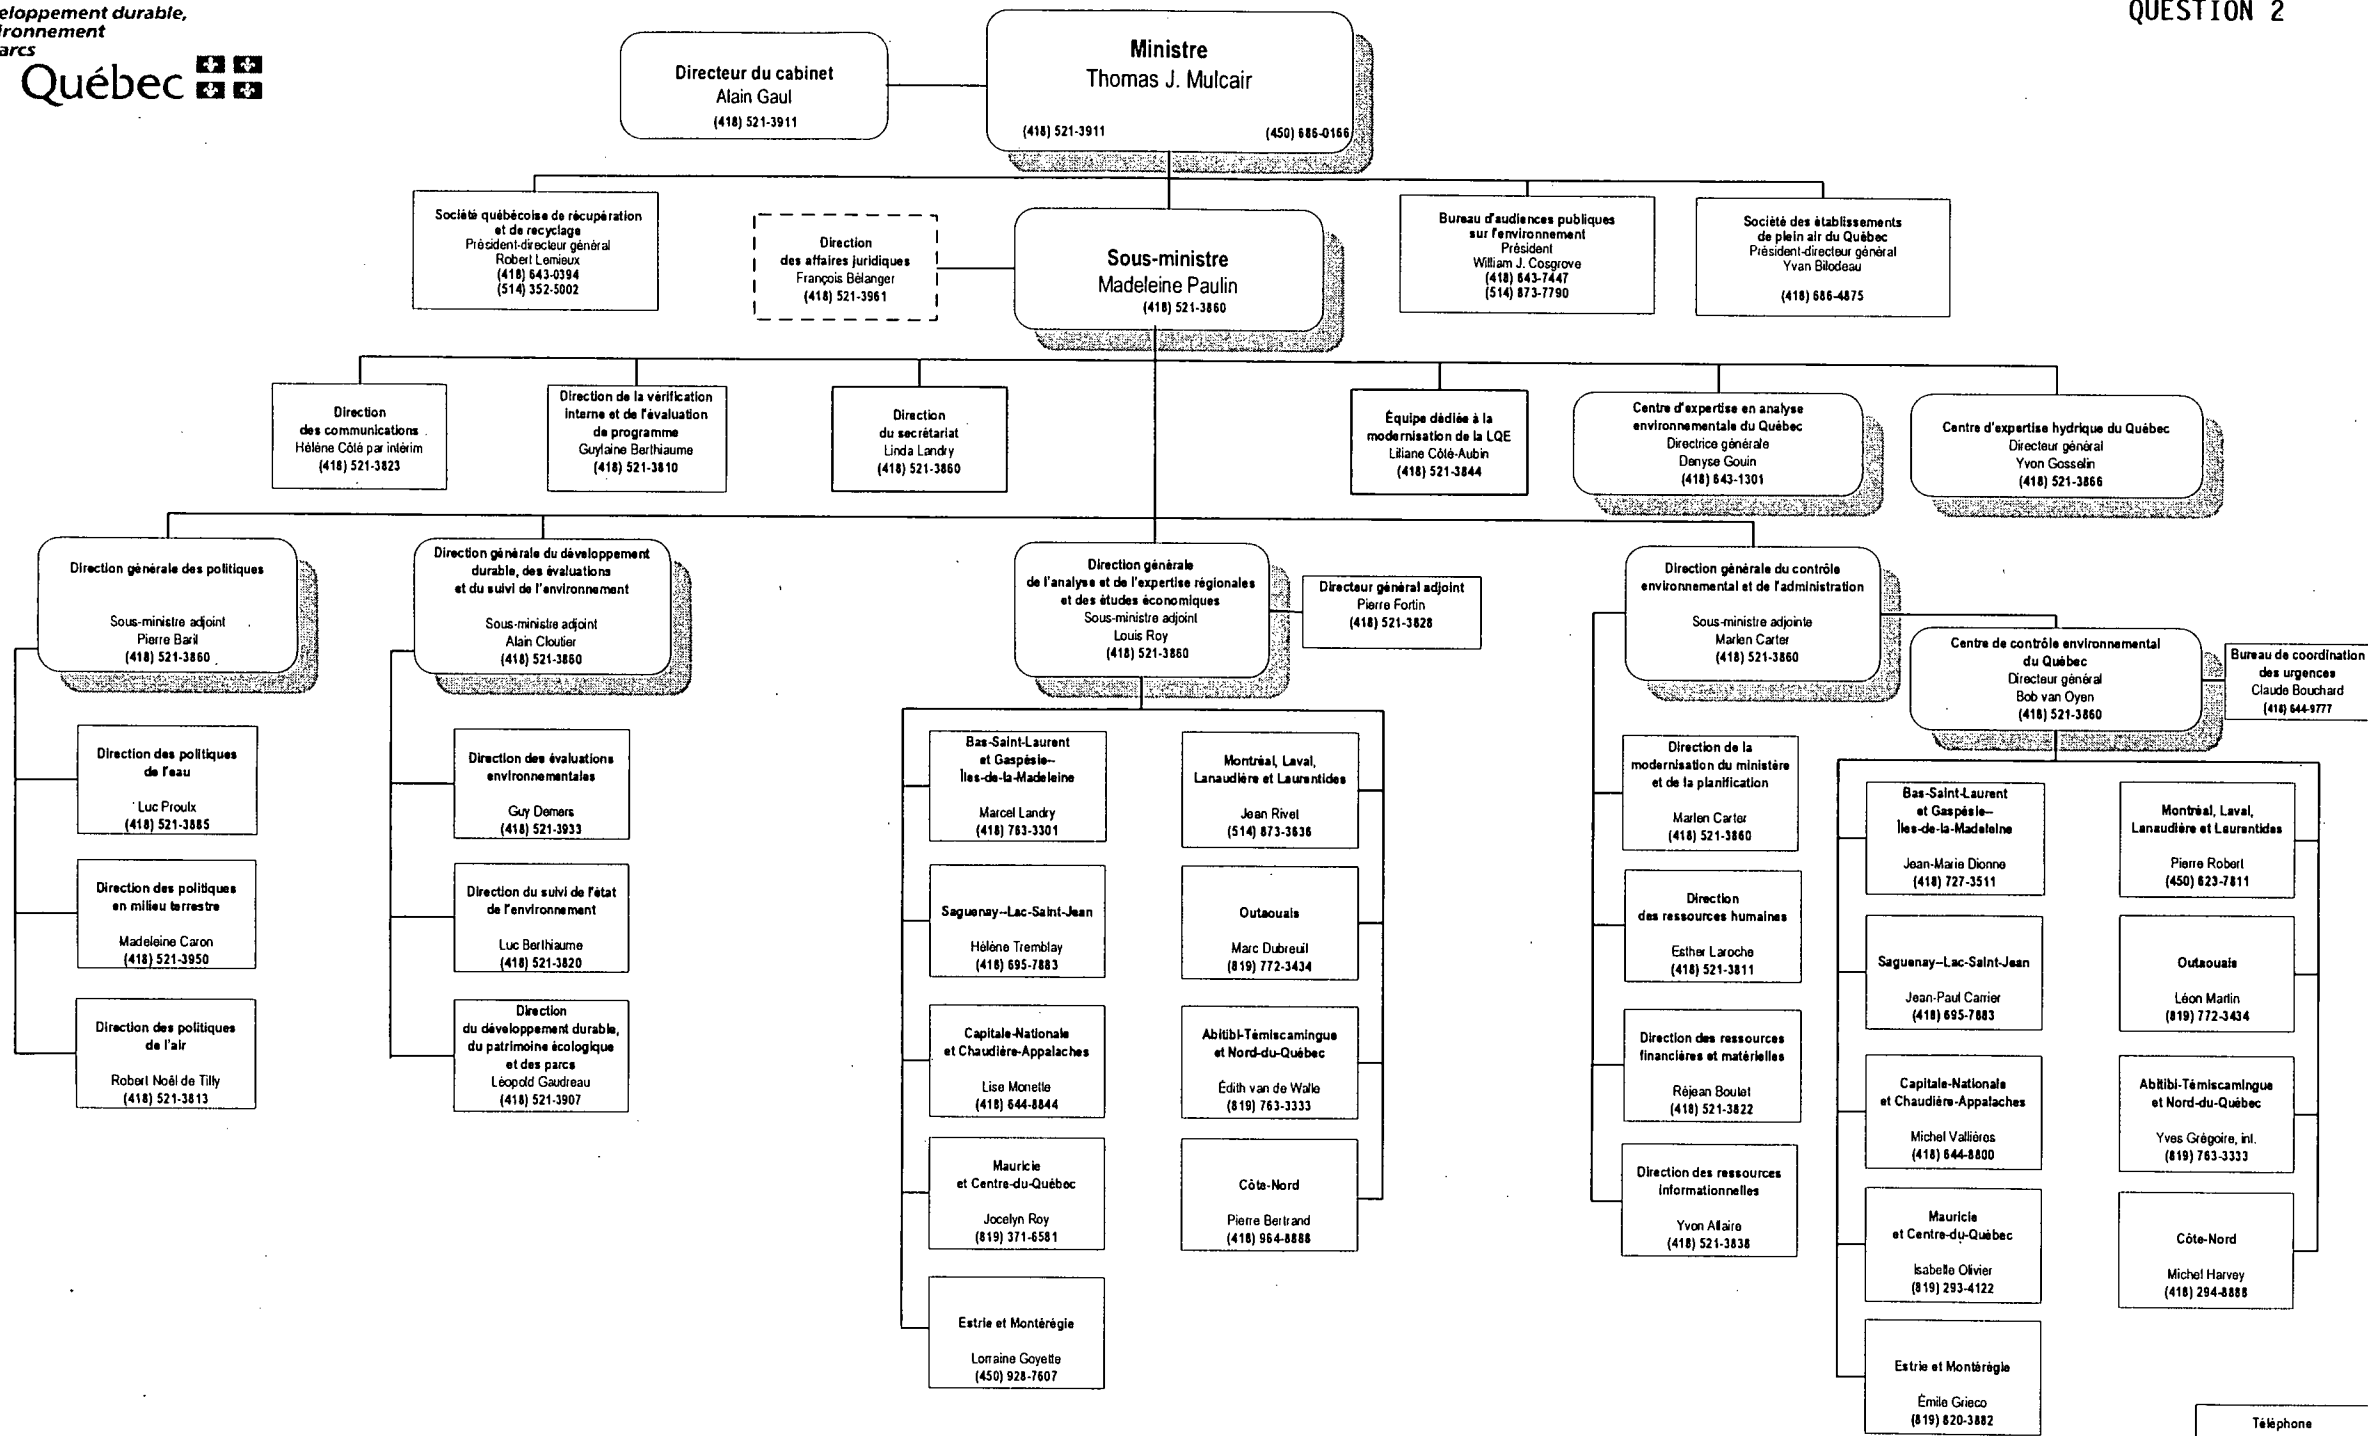 eloppement durable,
ironnement
arcs
Québec
QUESTION 2
Directeur du cabinet
Alain Gaul
(418) 521-3911
Ministre
Thomas J. Mulcair
(418) 521-3911 (450) 686-0166
Société québécoise de récupération
et de recyclage
Président-directeur général
Robert Lemieux
(418) 643-0394
(514) 352-5002
Direction
des affaires juridiques
François Bélanger
(418) 521-3961
Sous-ministre
Madeleine Paulin
(418) 521-3860
Bureau d'audiences publiques
sur l'environnement
Président
William J. Cosgrove
(418) 643-7447
(514) 873-7790
Société des établissements
de plein air du Québec
Président-directeur général
Yvan Bilodeau
(418) 686-4875
Direction
des communications
Hélène Côté par intérim
(418) 521-3823
Direction de la vérification
interne et de l'évaluation
de programme
Guylaine Berthiaume
(418) 521-3810
Direction
du secrétariat
Linda Landry
(418) 521-3860
Équipe dédiée à la
modernisation de la LQE
Liliane Côté-Aubin
(418) 521-3844
Centre d'expertise en analyse
environnementale du Québec
Directrice générale
Denyse Gouin
(418) 643-1301
Centre d'expertise hydrique du Québec
Directeur général
Yvon Gosselin
(418) 521-3866
Direction générale des politiques
Sous-ministre adjoint
Pierre Baril
(418) 521-3860
Direction générale du développement
durable, des évaluations
et du suivi de l'environnement
Sous-ministre adjoint
Alain Cloutier
(418) 521-3860
Direction générale
de l'analyse et de l'expertise régionales
et des études économiques
Sous-ministre adjoint
Louis Roy
(418) 521-3860
Directeur général adjoint
Pierre Fortin
(418) 521-3828
Direction générale du contrôle
environnemental et de l'administration
Sous-ministre adjointe
Marlen Carter
(418) 521-3860
Centre de contrôle environnemental
du Québec
Directeur général
Bob van Oyen
(418) 521-3860
Bureau de coordination
des urgences
Claude Bouchard
(418) 644-9777
Direction des politiques
de l'eau
Luc Proulx
(418) 521-3885
Direction des politiques
en milieu terrestre
Madeleine Caron
(418) 521-3950
Direction des politiques
de l'air
Robert Noël de Tilly
(418) 521-3813
Direction des évaluations
environnementales
Guy Demers
(418) 521-3933
Direction du suivi de l'état
de l'environnement
Luc Berthiaume
(418) 521-3820
Direction
du développement durable,
du patrimoine écologique
et des parcs
Léopold Gaudreau
(418) 521-3907
Bas-Saint-Laurent
et Gaspésie--
Îles-de-la-Madeleine
Marcel Landry
(418) 763-3301
Saguenay--Lac-Saint-Jean
Hélène Tremblay
(418) 695-7883
Capitale-Nationale
et Chaudière-Appalaches
Lise Monette
(418) 644-8844
Mauricie
et Centre-du-Québec
Jocelyn Roy
(819) 371-6581
Estrie et Montérégie
Lorraine Goyette
(450) 928-7607
Montréal, Laval,
Lanaudière et Laurentides
Jean Rivet
(514) 873-3636
Outaouais
Marc Dubreuil
(819) 772-3434
Abitibi-Témiscamingue
et Nord-du-Québec
Édith van de Walle
(819) 763-3333
Côte-Nord
Pierre Bertrand
(418) 964-8888
Direction de la
modernisation du ministère
et de la planification
Marlen Carter
(418) 521-3860
Direction
des ressources humaines
Esther Laroche
(418) 521-3811
Direction des ressources
financières et matérielles
Réjean Boutet
(418) 521-3822
Direction des ressources
informationnelles
Yvon Allaire
(418) 521-3838
Bas-Saint-Laurent
et Gaspésie--
Îles-de-la-Madeleine
Jean-Marie Dionne
(418) 727-3511
Saguenay--Lac-Saint-Jean
Jean-Paul Carrier
(418) 695-7883
Capitale-Nationale
et Chaudière-Appalaches
Michel Vallières
(418) 644-8800
Mauricie
et Centre-du-Québec
Isabelle Olivier
(819) 293-4122
Estrie et Montérégie
Émile Grieco
(819) 820-3882
Montréal, Laval,
Lanaudière et Laurentides
Pierre Robert
(450) 623-7811
Outaouais
Léon Martin
(819) 772-3434
Abitibi-Témiscamingue
et Nord-du-Québec
Yves Grégoire, int.
(819) 763-3333
Côte-Nord
Michel Harvey
(418) 294-8888
Téléphone